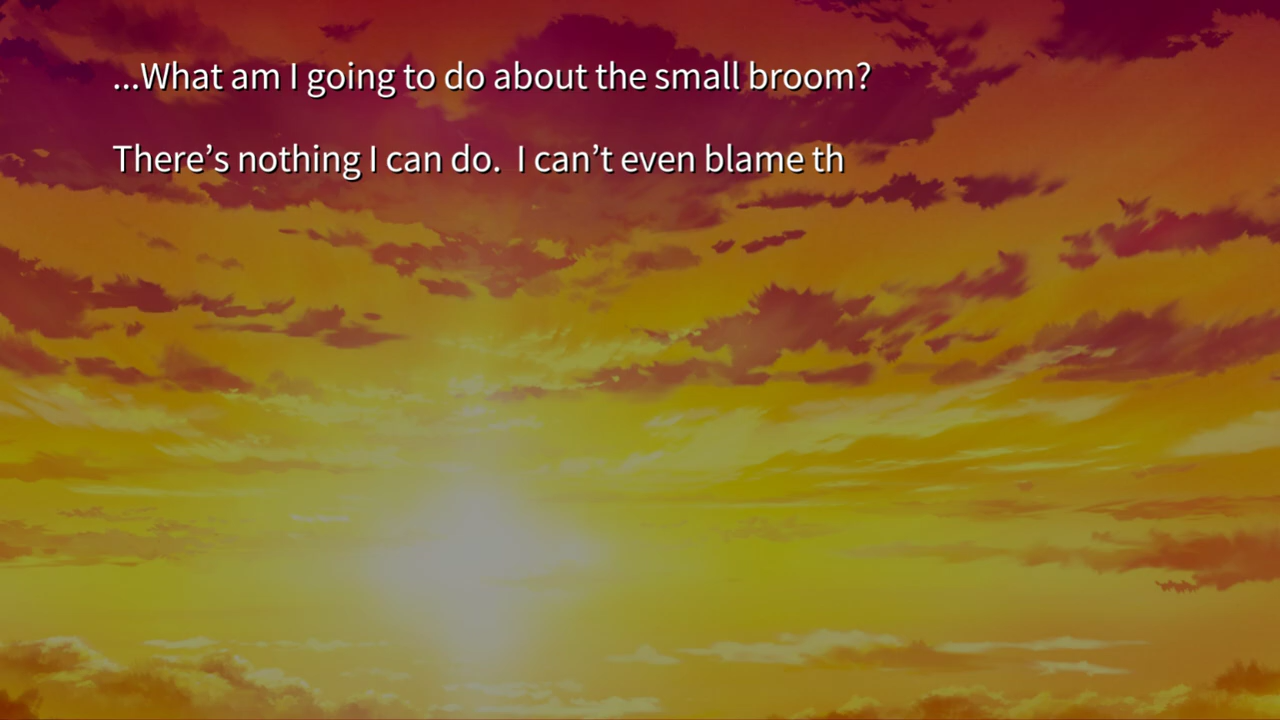 ...What am I going to do about the small broom?
There’s nothing I can do.  I can’t even blame th